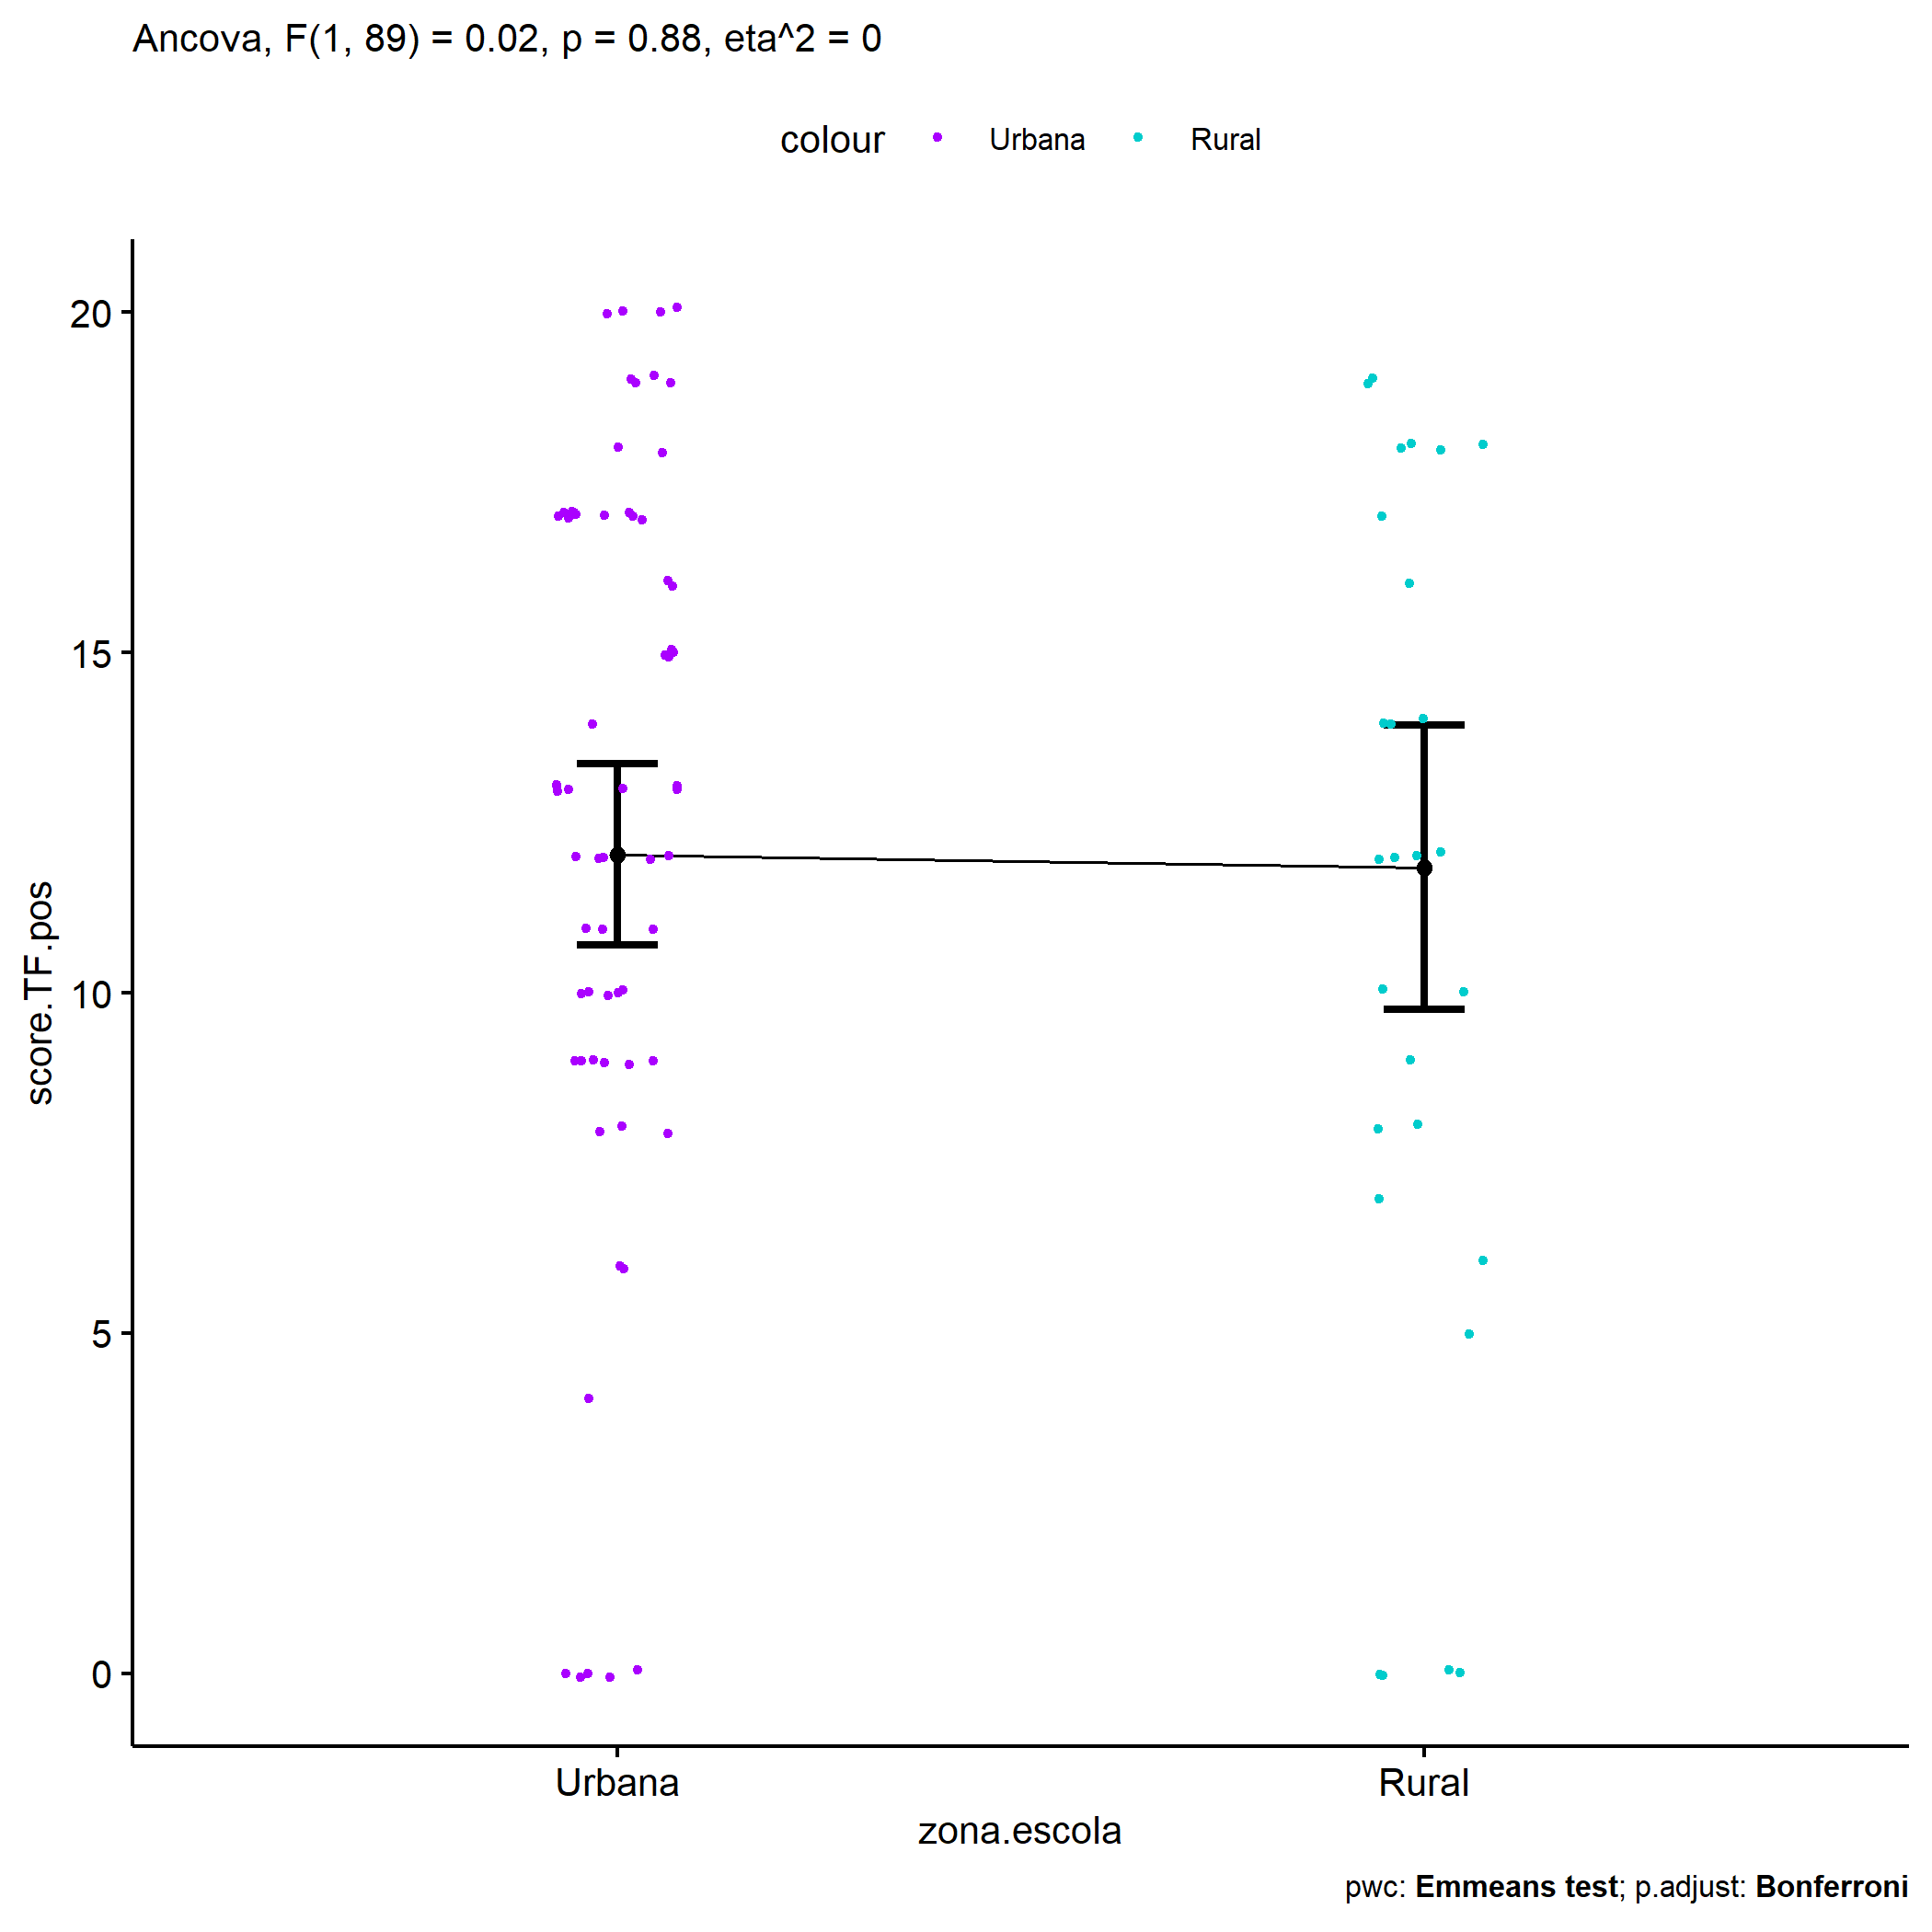 Ancova, F(1, 89) = 0.02, p = 0.88, eta^2 = 0
colour Urbana Rural
20
15
10
5
0
score.TF.pos
Urbana Rural
zona.escola
pwc: Emmeans test; p.adjust: Bonferroni